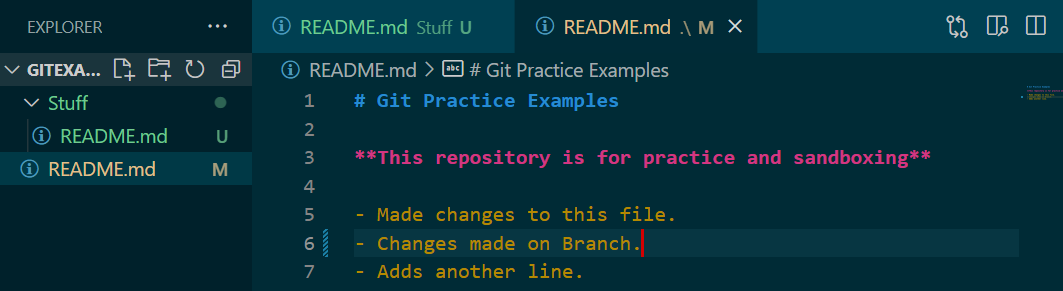 EXPLORER ···
README.md Stuff U
README.md .\ M
GITEXA...
README.md > abc # Git Practice Examples
Stuff
README.md U
README.md M
1 # Git Practice Examples
2
3 **This repository is for practice and sandboxing**
4
5 - Made changes to this file.
6 - Changes made on Branch.
7 - Adds another line.